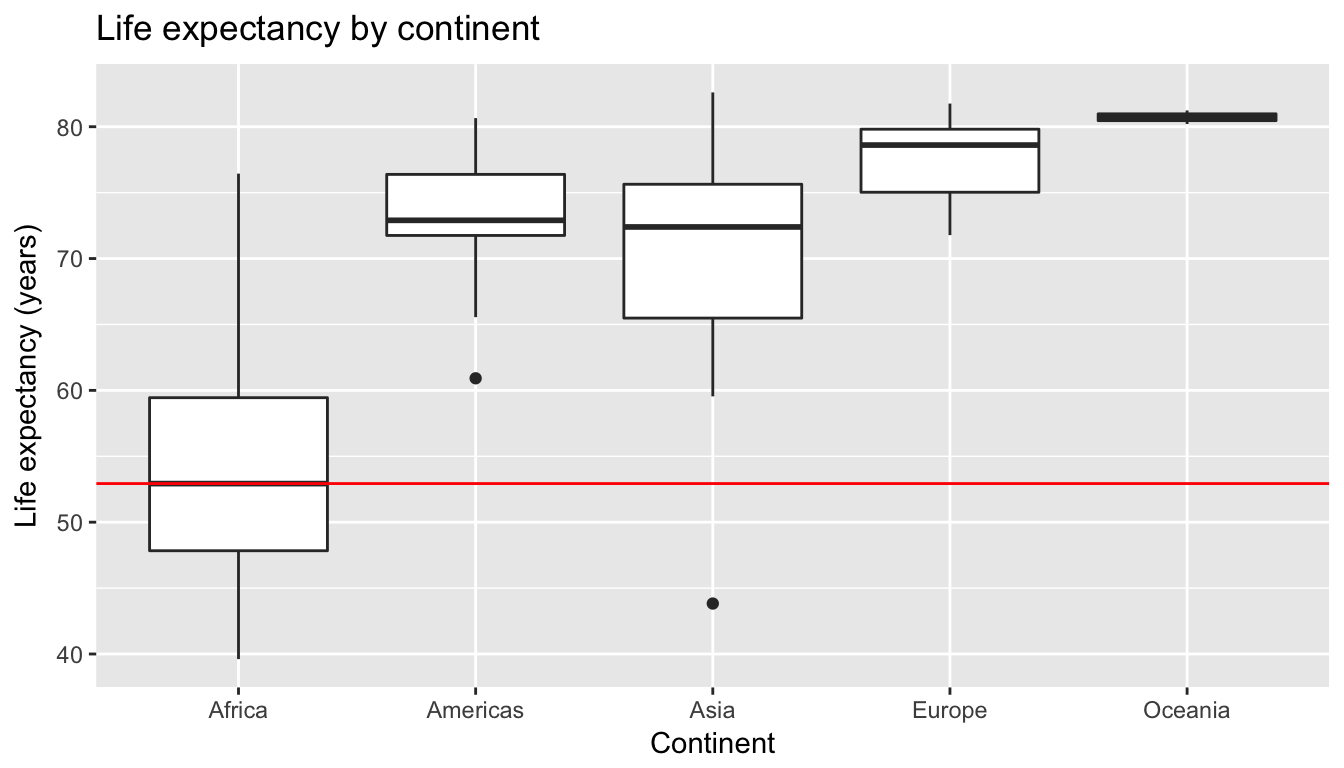 Life expectancy by continent
Life expectancy (years)
80
70
60
50
40
Africa Americas Asia Europe Oceania
Continent